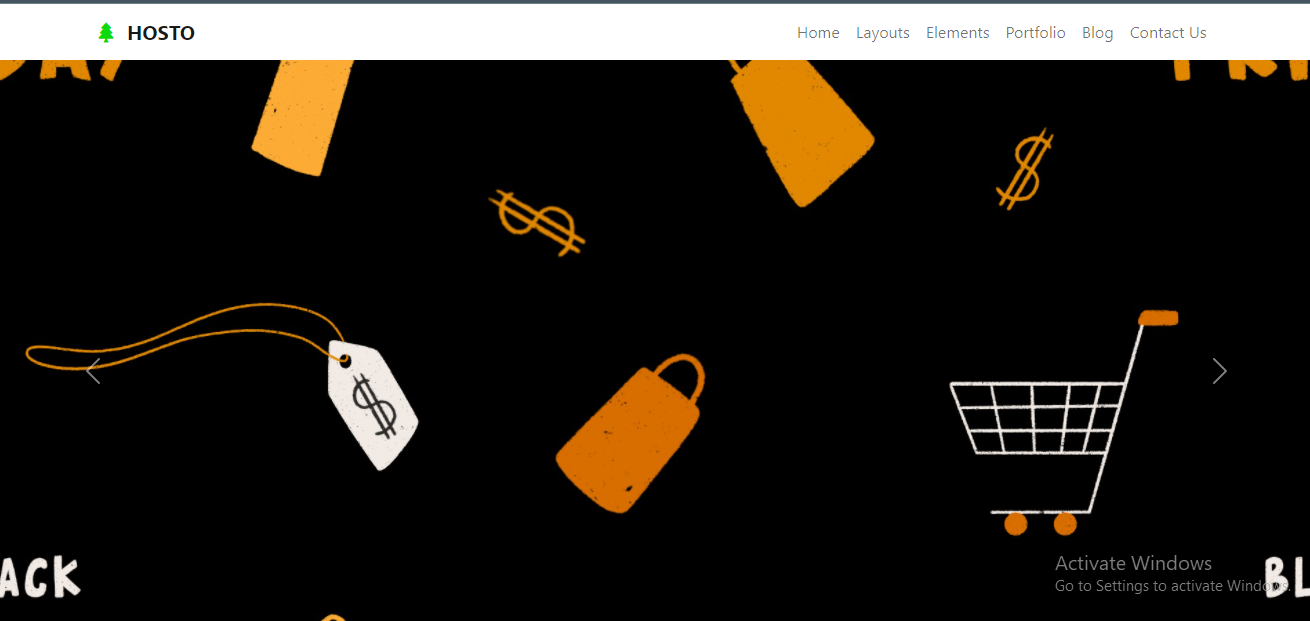 HOSTO
Home Layouts Elements Portfolio Blog Contact Us
$
$
$
ACK
BL
Activate Windows
Go to Settings to activate Windows.